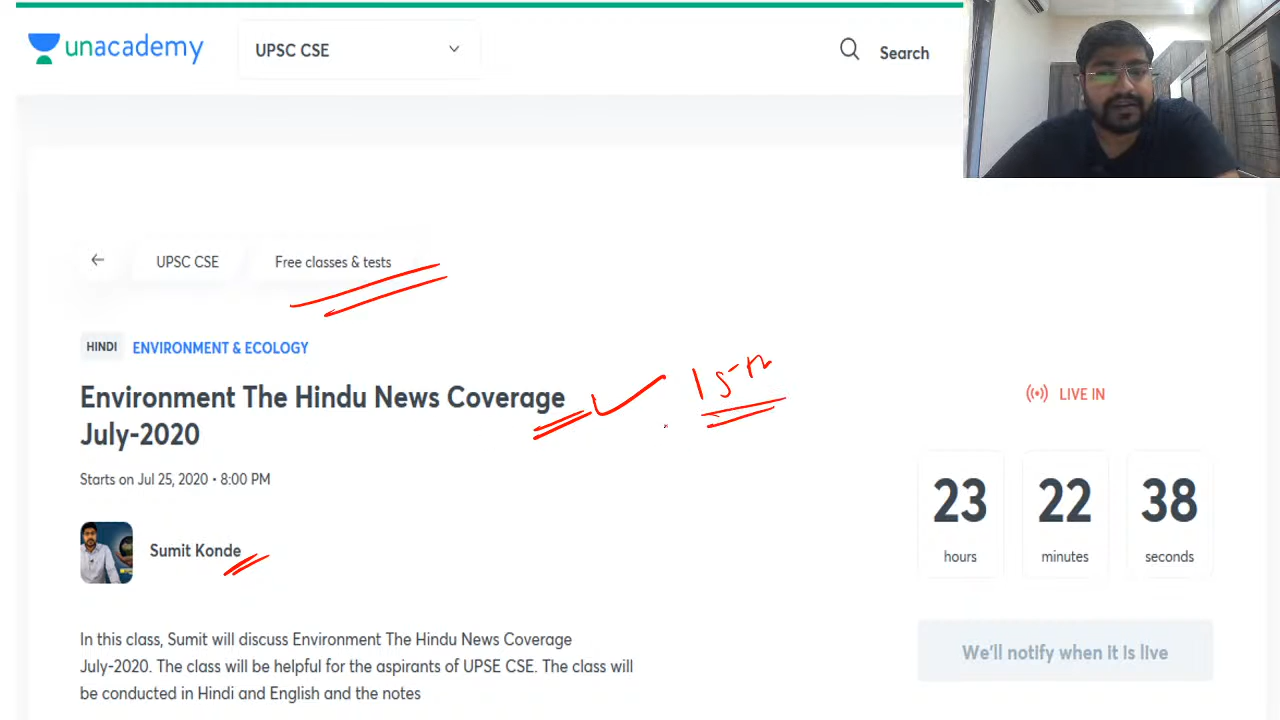 unacademy
UPSC CSE
Search
UPSC CSE
Free classes & tests
HINDI ENVIRONMENT & ECOLOGY
Environment The Hindu News Coverage
July-2020
Starts on Jul 25, 2020 • 8:00 PM
Sumit Konde
In this class, Sumit will discuss Environment The Hindu News Coverage
July-2020. The class will be helpful for the aspirants of UPSE CSE. The class will
be conducted in Hindi and English and the notes
LIVE IN
23 22 38
hours minutes seconds
We'll notify when it is live